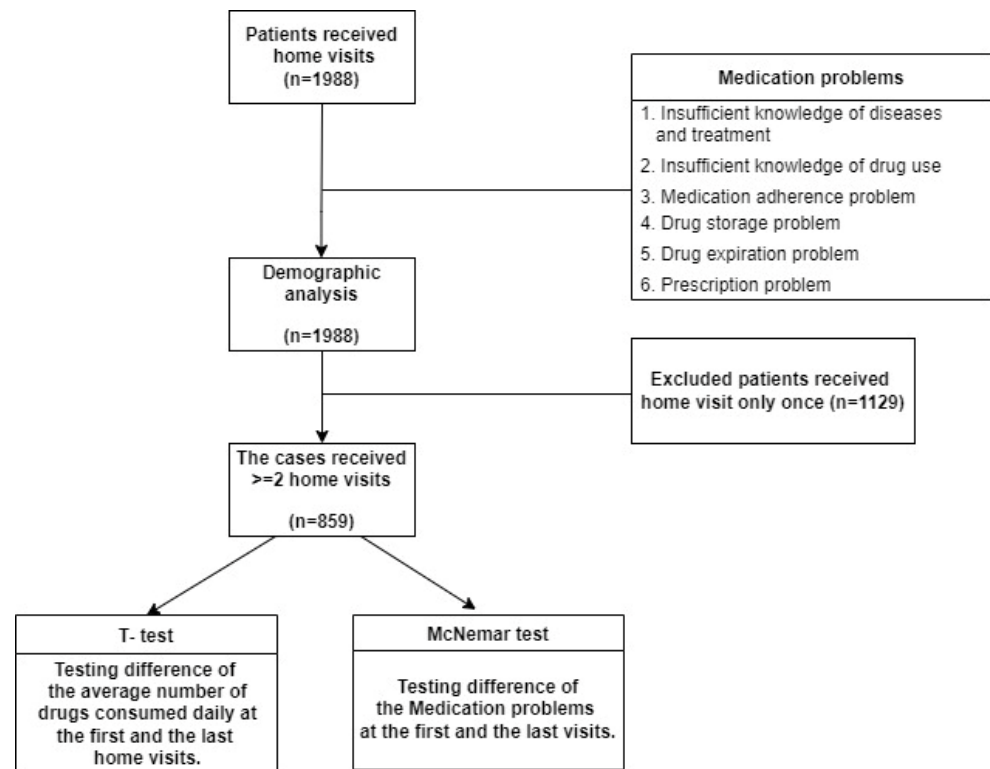 Patients received
home visits
(n=1988)
Medication problems
1. Insufficient knowledge of diseases
and treatment
2. Insufficient knowledge of drug use
3. Medication adherence problem
4. Drug storage problem
5. Drug expiration problem
6. Prescription problem
Demographic
analysis
(n=1988)
Excluded patients received
home visit only once (n=1129)
The cases received
>=2 home visits
(n=859)
T- test
Testing difference of
the average number of
drugs consumed daily at
the first and the last
home visits.
McNemar test
Testing difference of
the Medication problems
at the first and the last visits.